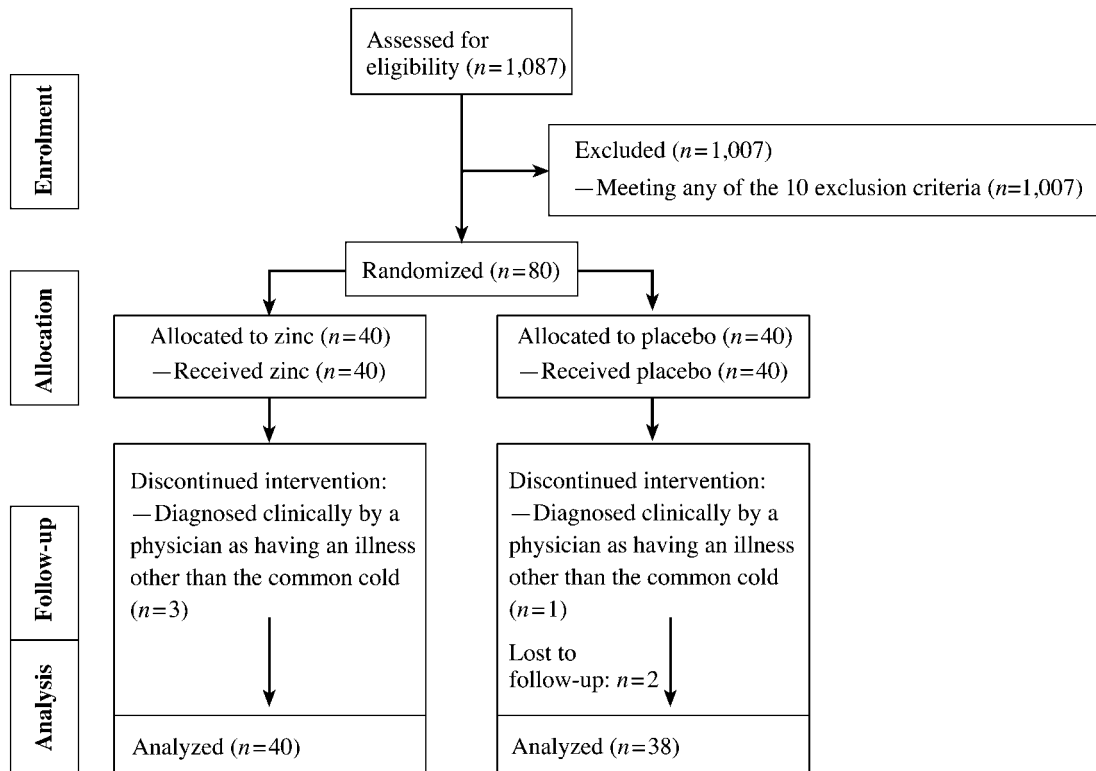 Assessed for
eligibility (n=1,087)
Enrolment
Excluded (n=1,007)
—Meeting any of the 10 exclusion criteria (n=1,007)
Randomized (n=80)
Allocation
Allocated to zinc (n=40)
—Received zinc (n=40)
Allocated to placebo (n=40)
—Received placebo (n=40)
Follow-up
Discontinued intervention:
—Diagnosed clinically by a
physician as having an illness
other than the common cold
(n=3)
Discontinued intervention:
—Diagnosed clinically by a
physician as having an illness
other than the common cold
(n=1)
Lost to
follow-up: n=2
Analysis
Analyzed (n=40)
Analyzed (n=38)